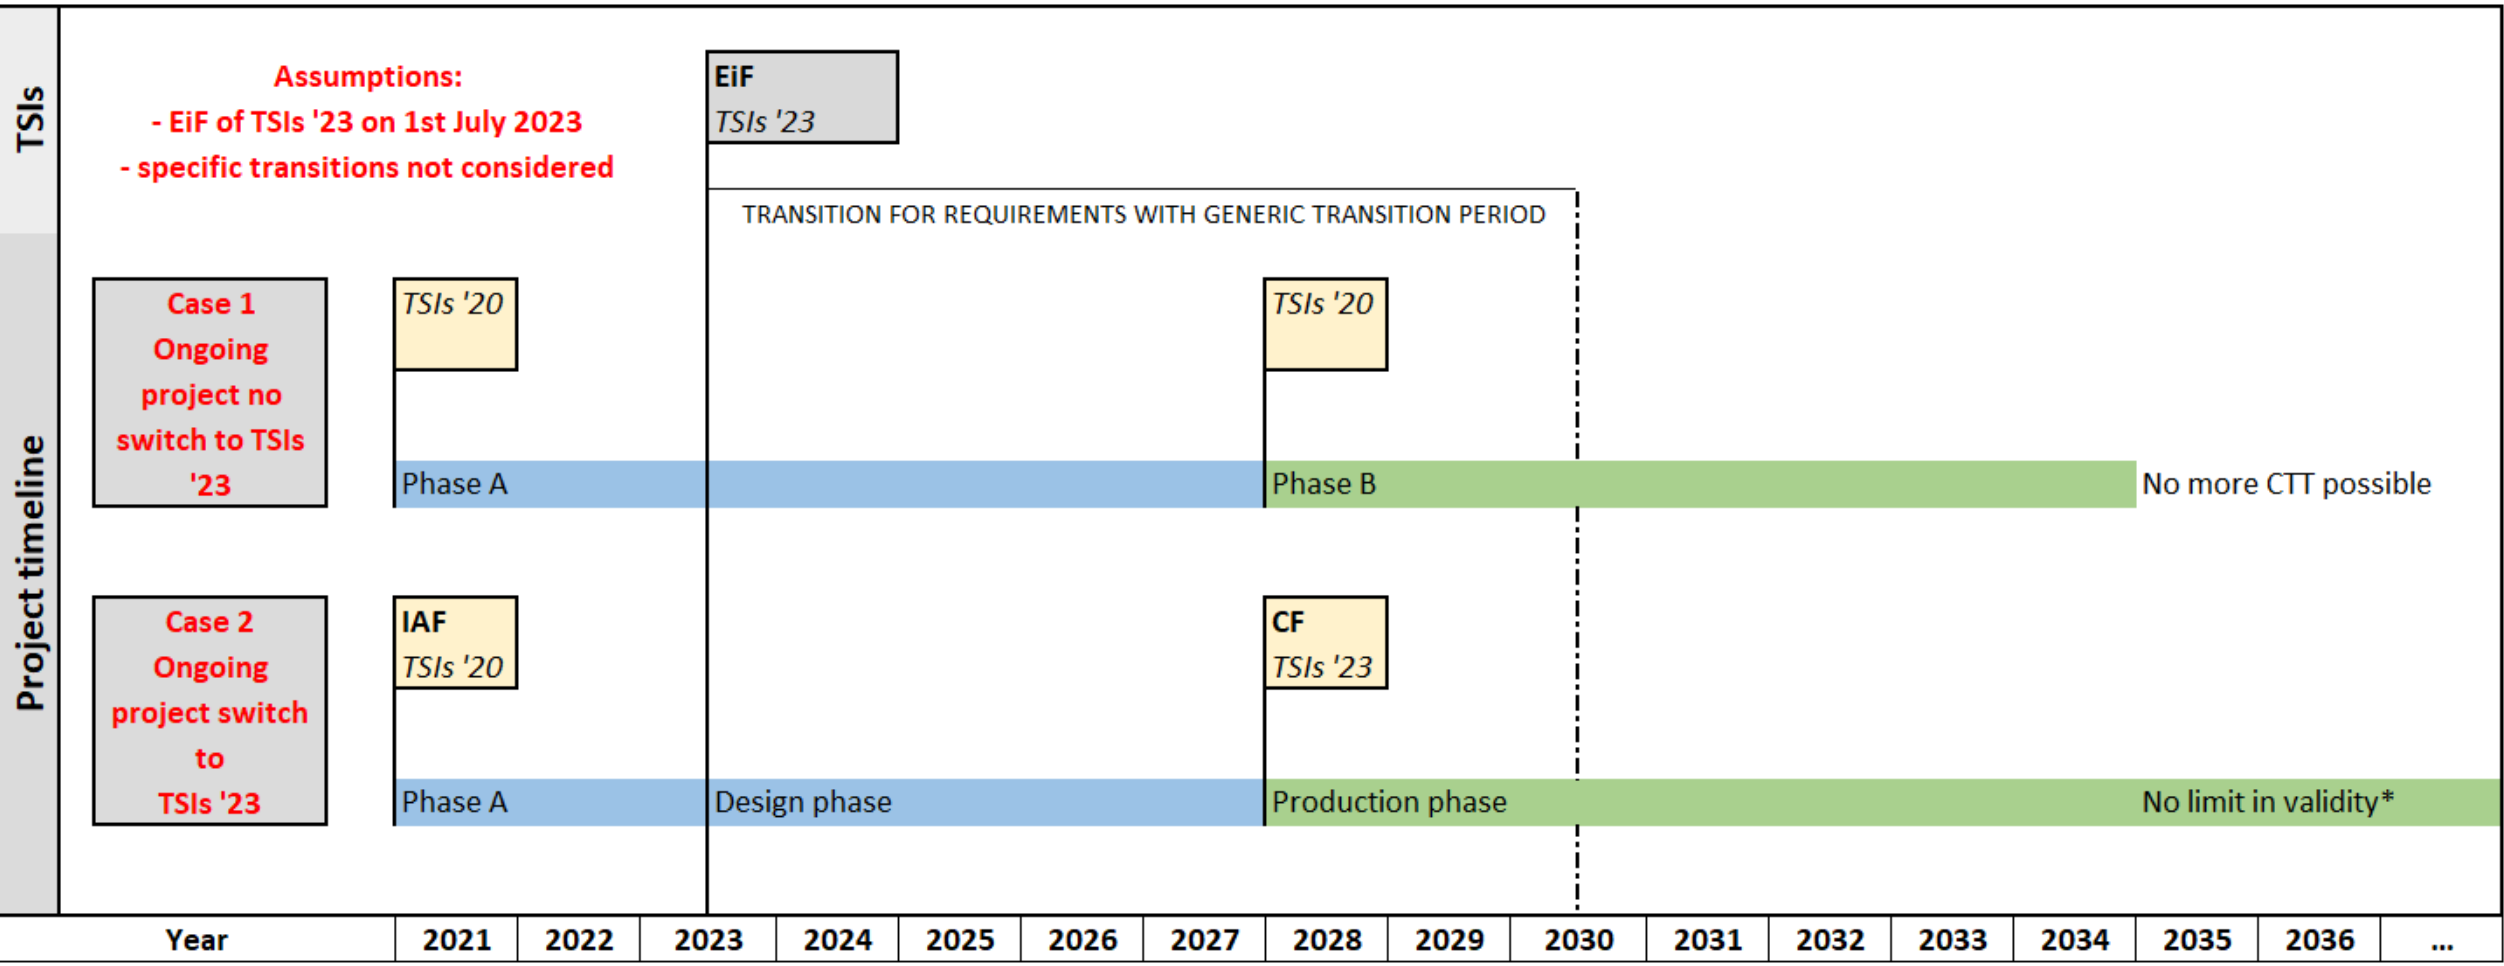 TSIs
Assumptions:
- EiF of TSIs '23 on 1st July 2023
- specific transitions not considered
EiF
TSIs '23
TRANSITION FOR REQUIREMENTS WITH GENERIC TRANSITION PERIOD
Project timeline
Case 1
Ongoing
project no
switch to TSIs
'23
TSIs '20
TSIs '20
Phase A
Phase B
No more CTT possible
Case 2
Ongoing
project switch
to
TSIs '23
IAF
TSIs '20
CF
TSIs '23
Phase A
Design phase
Production phase
No limit in validity*
Year 2021 2022 2023 2024 2025 2026 2027 2028 2029 2030 2031 2032 2033 2034 2035 2036 ...